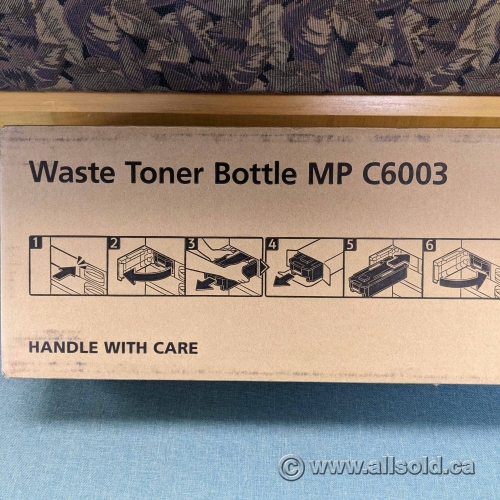 Waste Toner Bottle MP C6003
1 2 3 4 5 6
HANDLE WITH CARE
www.allsold.ca